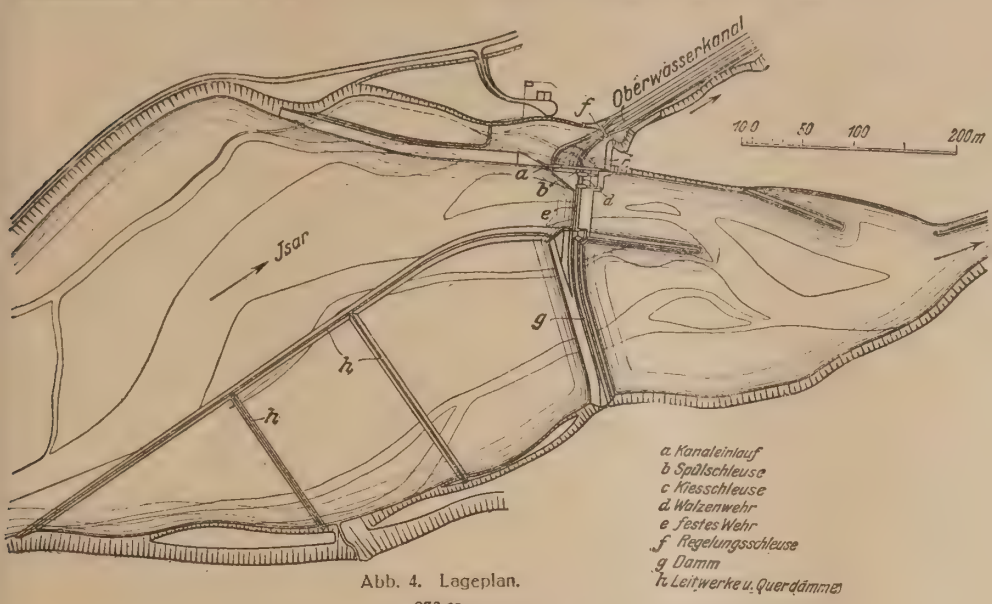 Oberwasserkanal
f
100 50 100 200m
a
b
c
d
e
Jsar
g
h
h
a Kanaleinlauf
b Spülschleuse
c Kiesschleuse
d Walzenwehr
e festes Wehr
f Regelungsschleuse
g Damm
h Leitwerke u. Querdämme
Abb. 4. Lageplan.